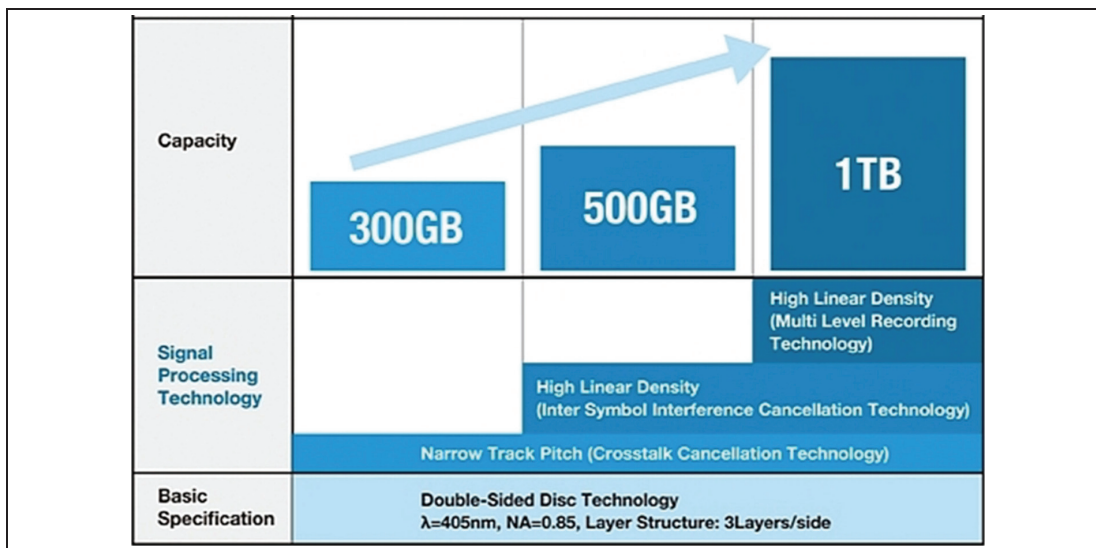 Capacity
300GB
500GB
1TB
Signal
Processing
Technology
High Linear Density
(Multi Level Recording
Technology)
High Linear Density
(Inter Symbol Interference Cancellation Technology)
Narrow Track Pitch (Crosstalk Cancellation Technology)
Basic
Specification
Double-Sided Disc Technology
λ=405nm, NA=0.85, Layer Structure: 3Layers/side